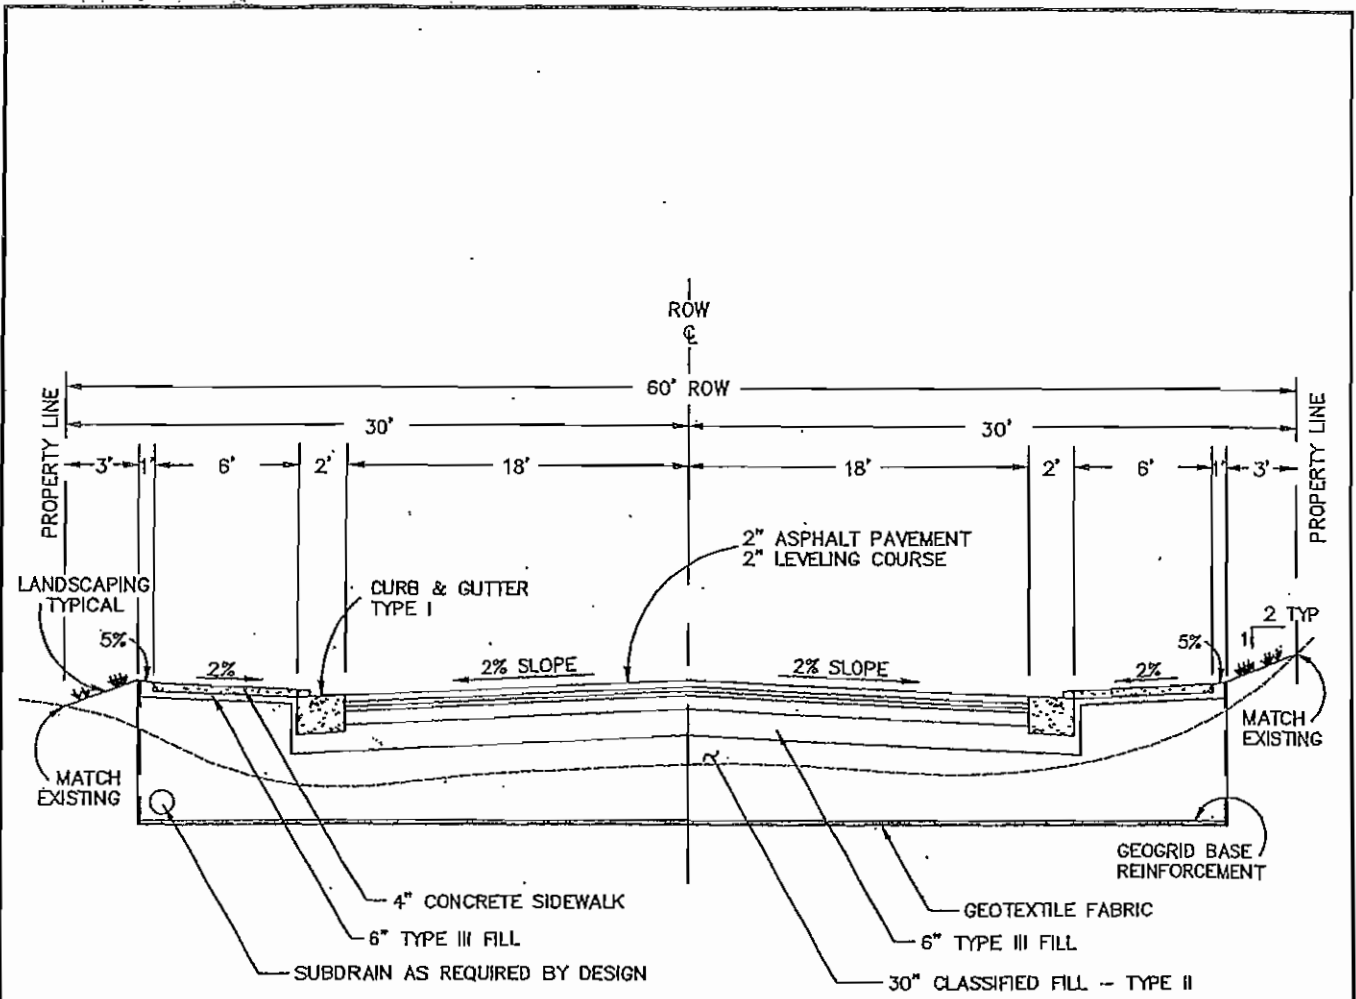 ROW
℄
60' ROW
30' 30'
3' 1' 6' 2' 18' 18' 2' 6' 1' 3'
PROPERTY LINE
PROPERTY LINE
2" ASPHALT PAVEMENT
2" LEVELING COURSE
LANDSCAPING
TYPICAL
CURB & GUTTER
TYPE I
5%
2%
2% SLOPE
2% SLOPE
2%
5%
2 TYP
1
MATCH
EXISTING
MATCH
EXISTING
GEOGRID BASE
REINFORCEMENT
4" CONCRETE SIDEWALK
6" TYPE III FILL
SUBDRAIN AS REQUIRED BY DESIGN
GEOTEXTILE FABRIC
6" TYPE III FILL
30" CLASSIFIED FILL - TYPE II